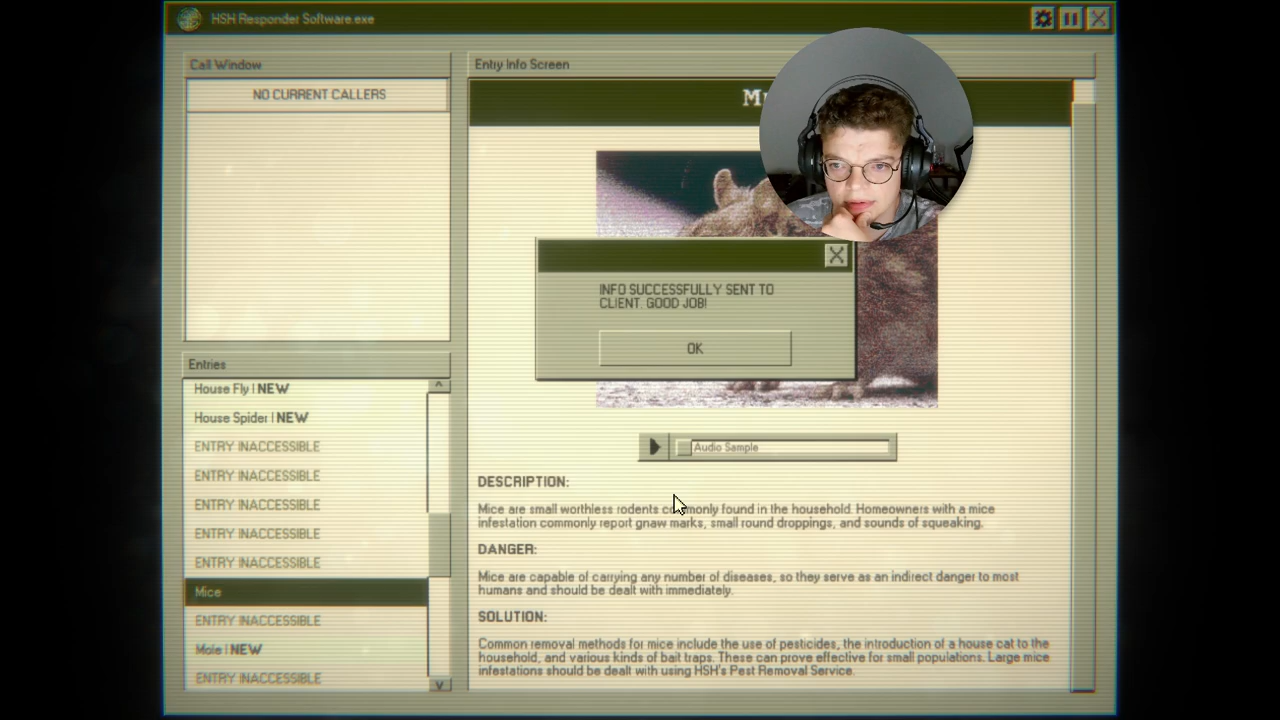 HSH Responder Software.exe
Call Window
NO CURRENT CALLERS
Entry Info Screen
INFO SUCCESSFULLY SENT TO
CLIENT. GOOD JOB!
OK
Entries
House Fly | NEW
House Spider | NEW
ENTRY INACCESSIBLE
ENTRY INACCESSIBLE
ENTRY INACCESSIBLE
ENTRY INACCESSIBLE
ENTRY INACCESSIBLE
Mice
ENTRY INACCESSIBLE
Mole | NEW
ENTRY INACCESSIBLE
Audio Sample
DESCRIPTION:
Mice are small worthless rodents commonly found in the household. Homeowners with a mice
infestation commonly report gnaw marks, small round droppings, and sounds of squeaking.
DANGER:
Mice are capable of carrying any number of diseases, so they serve as an indirect danger to most
humans and should be dealt with immediately.
SOLUTION:
Common removal methods for mice include the use of pesticides, the introduction of a house cat to the
household, and various kinds of bait traps. These can prove effective for small populations. Large mice
infestations should be dealt with using HSH's Pest Removal Service.